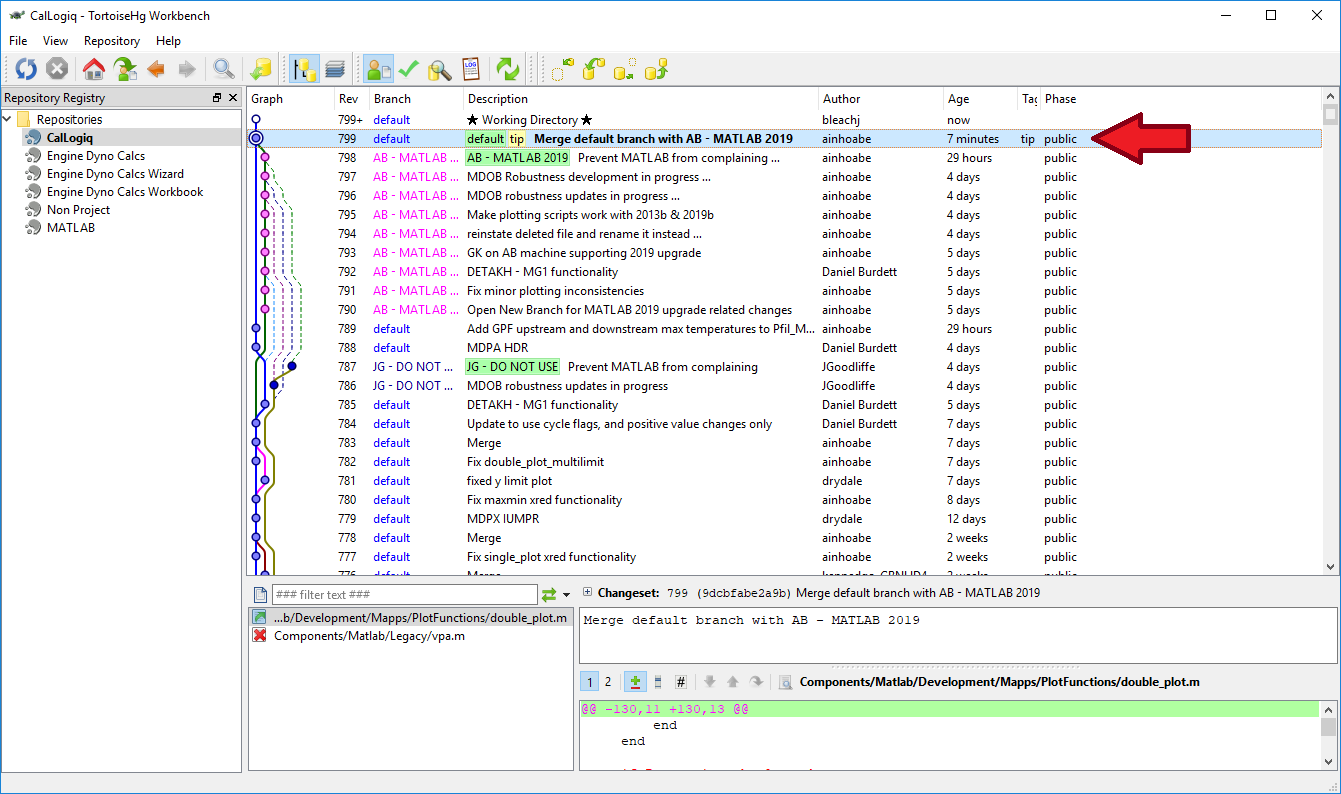 CalLogiq - TortoiseHg Workbench
File View Repository Help
LOG
Repository Registry
Repositories
CalLogiq
Engine Dyno Calcs
Engine Dyno Calcs Wizard
Engine Dyno Calcs Workbook
Non Project
MATLAB
Graph Rev Branch Description Author Age Tag Phase
799+ default ★ Working Directory ★ bleachj now
799 default default tip Merge default branch with AB - MATLAB 2019 ainhoabe 7 minutes tip public
798 AB - MATLAB ... AB - MATLAB 2019 Prevent MATLAB from complaining ... ainhoabe 29 hours public
797 AB - MATLAB ... MDOB Robustness development in progress ... ainhoabe 4 days public
796 AB - MATLAB ... MDOB robustness updates in progress ... ainhoabe 4 days public
795 AB - MATLAB ... Make plotting scripts work with 2013b & 2019b ainhoabe 4 days public
794 AB - MATLAB ... reinstate deleted file and rename it instead ... ainhoabe 4 days public
793 AB - MATLAB ... GK on AB machine supporting 2019 upgrade ainhoabe 5 days public
792 AB - MATLAB ... DETAKH - MG1 functionality Daniel Burdett 5 days public
791 AB - MATLAB ... Fix minor plotting inconsistencies ainhoabe 5 days public
790 AB - MATLAB ... Open New Branch for MATLAB 2019 upgrade related changes ainhoabe 5 days public
789 default Add GPF upstream and downstream max temperatures to Pfil_M... ainhoabe 29 hours public
788 default MDPA HDR Daniel Burdett 4 days public
787 JG - DO NOT ... JG - DO NOT USE Prevent MATLAB from complaining JGoodliffe 4 days public
786 JG - DO NOT ... MDOB robustness updates in progress JGoodliffe 4 days public
785 default DETAKH - MG1 functionality Daniel Burdett 5 days public
784 default Update to use cycle flags, and positive value changes only Daniel Burdett 7 days public
783 default Merge ainhoabe 7 days public
782 default Fix double_plot_multilimit ainhoabe 7 days public
781 default fixed y limit plot drydale 7 days public
780 default Fix maxmin xred functionality ainhoabe 8 days public
779 default MDPX IUMPR drydale 12 days public
778 default Merge ainhoabe 2 weeks public
777 default Fix single_plot xred functionality ainhoabe 2 weeks public
776 default Merge
### filter text ###
Changeset: 799 (9dcbfabe2a9b) Merge default branch with AB - MATLAB 2019
...b/Development/Mapps/PlotFunctions/double_plot.m
Components/Matlab/Legacy/vpa.m
Merge default branch with AB - MATLAB 2019
1 2 # Components/Matlab/Development/Mapps/PlotFunctions/double_plot.m
@@ -130,11 +130,13 @@
end
end